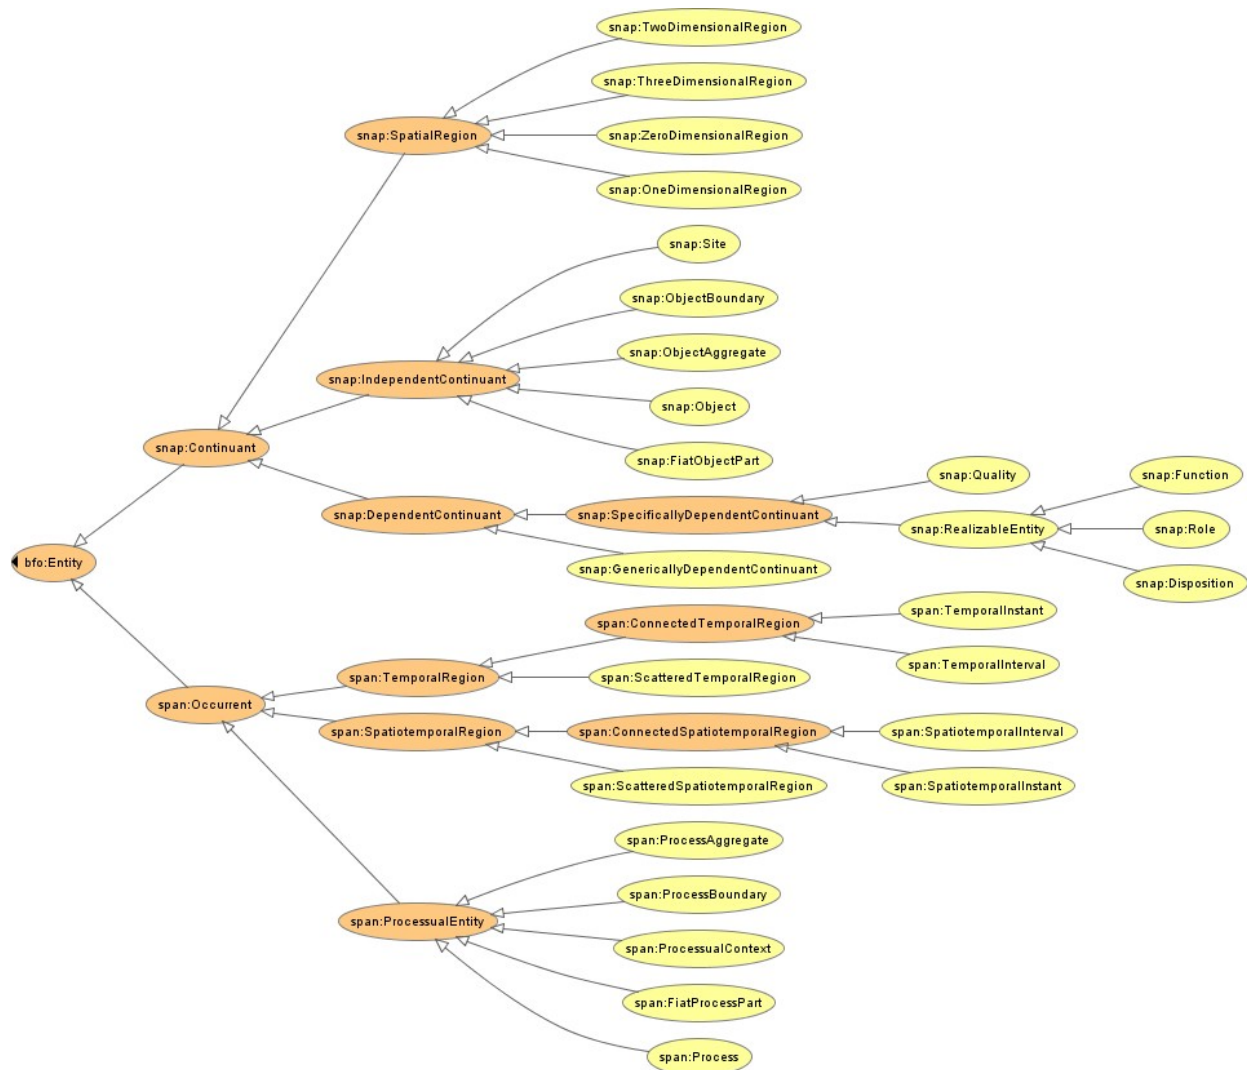 snap:TwoDimensionalRegion
snap:ThreeDimensionalRegion
snap:SpatialRegion
snap:ZeroDimensionalRegion
snap:OneDimensionalRegion
snap:Site
snap:ObjectBoundary
snap:ObjectAggregate
snap:IndependentContinuant
snap:Object
snap:Continuant
snap:FiatObjectPart
snap:Quality
snap:Function
snap:DependentContinuant
snap:SpecificallyDependentContinuant
snap:RealizableEntity
snap:Role
bfo:Entity
snap:GenericallyDependentContinuant
snap:Disposition
span:ConnectedTemporalRegion
span:TemporalInstant
span:TemporalInterval
span:TemporalRegion
span:ScatteredTemporalRegion
span:Occurrent
span:SpatiotemporalRegion
span:ConnectedSpatiotemporalRegion
span:SpatiotemporalInterval
span:ScatteredSpatiotemporalRegion
span:SpatiotemporalInstant
span:ProcessAggregate
span:ProcessBoundary
span:ProcessualEntity
span:ProcessualContext
span:FiatProcessPart
span:Process